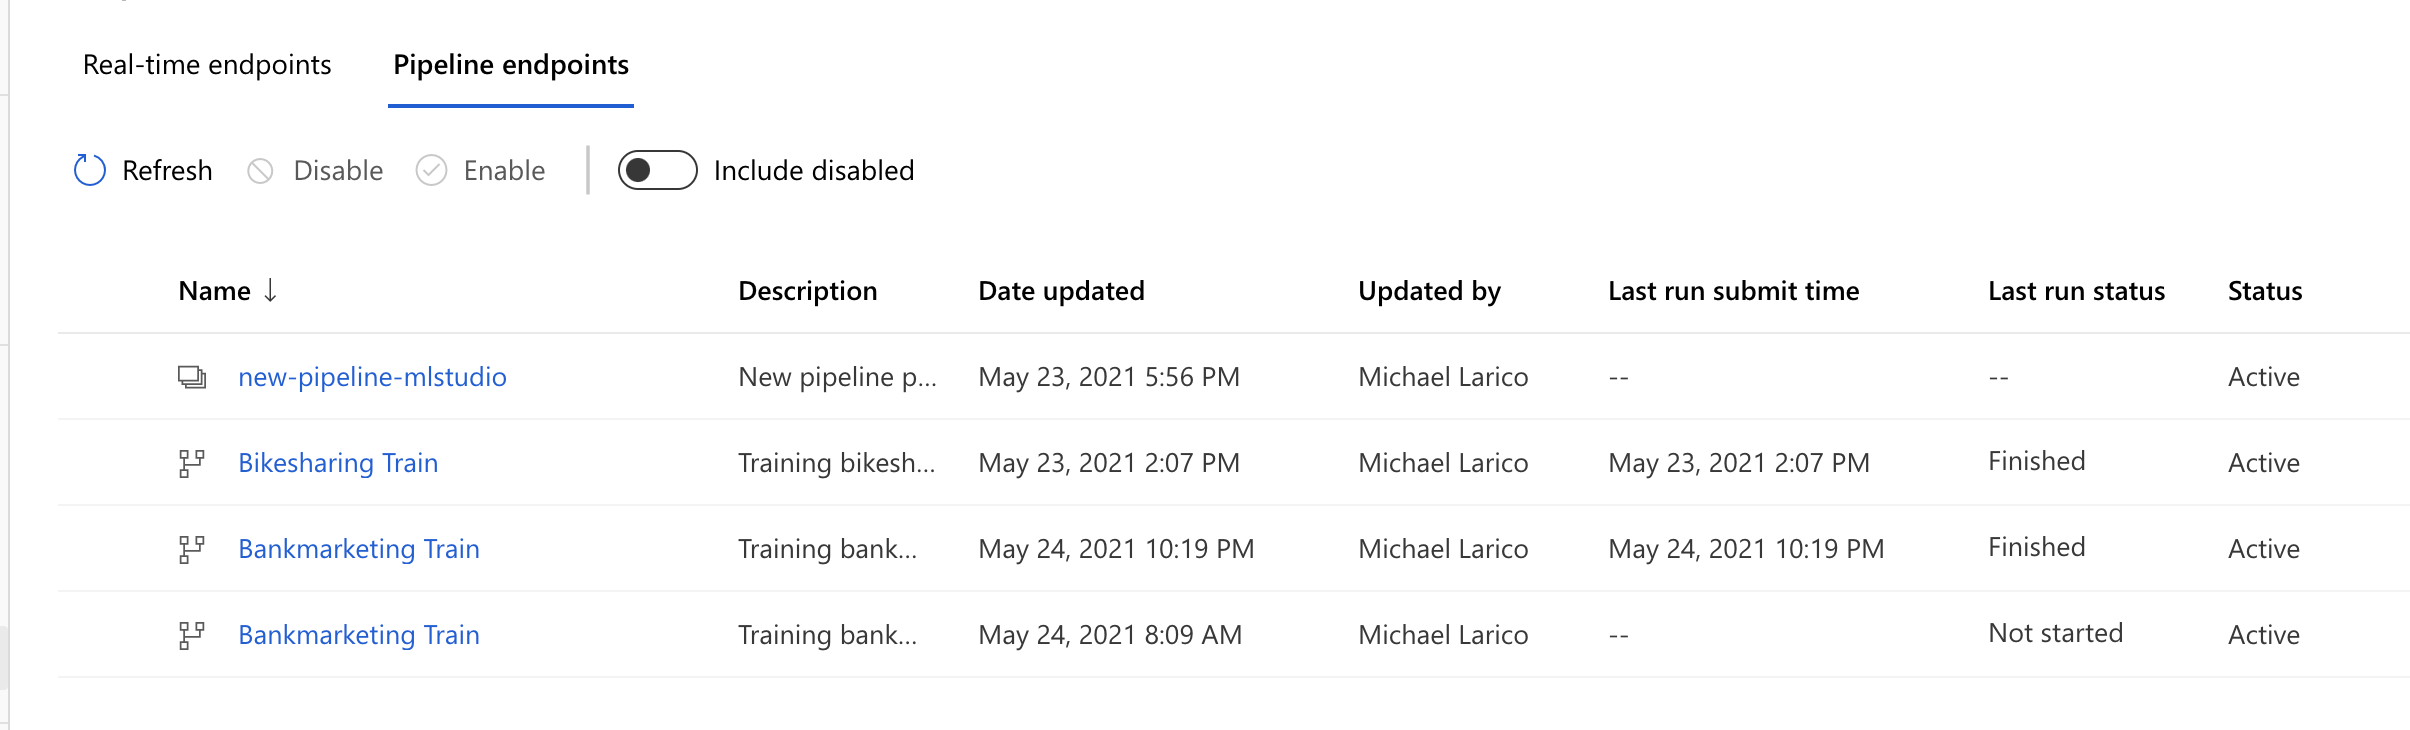 Real-time endpoints Pipeline endpoints
Refresh Disable Enable Include disabled
Name ↓ Description Date updated Updated by Last run submit time Last run status Status
new-pipeline-mlstudio New pipeline p... May 23, 2021 5:56 PM Michael Larico -- -- Active
Bikesharing Train Training bikesh... May 23, 2021 2:07 PM Michael Larico May 23, 2021 2:07 PM Finished Active
Bankmarketing Train Training bank... May 24, 2021 10:19 PM Michael Larico May 24, 2021 10:19 PM Finished Active
Bankmarketing Train Training bank... May 24, 2021 8:09 AM Michael Larico -- Not started Active